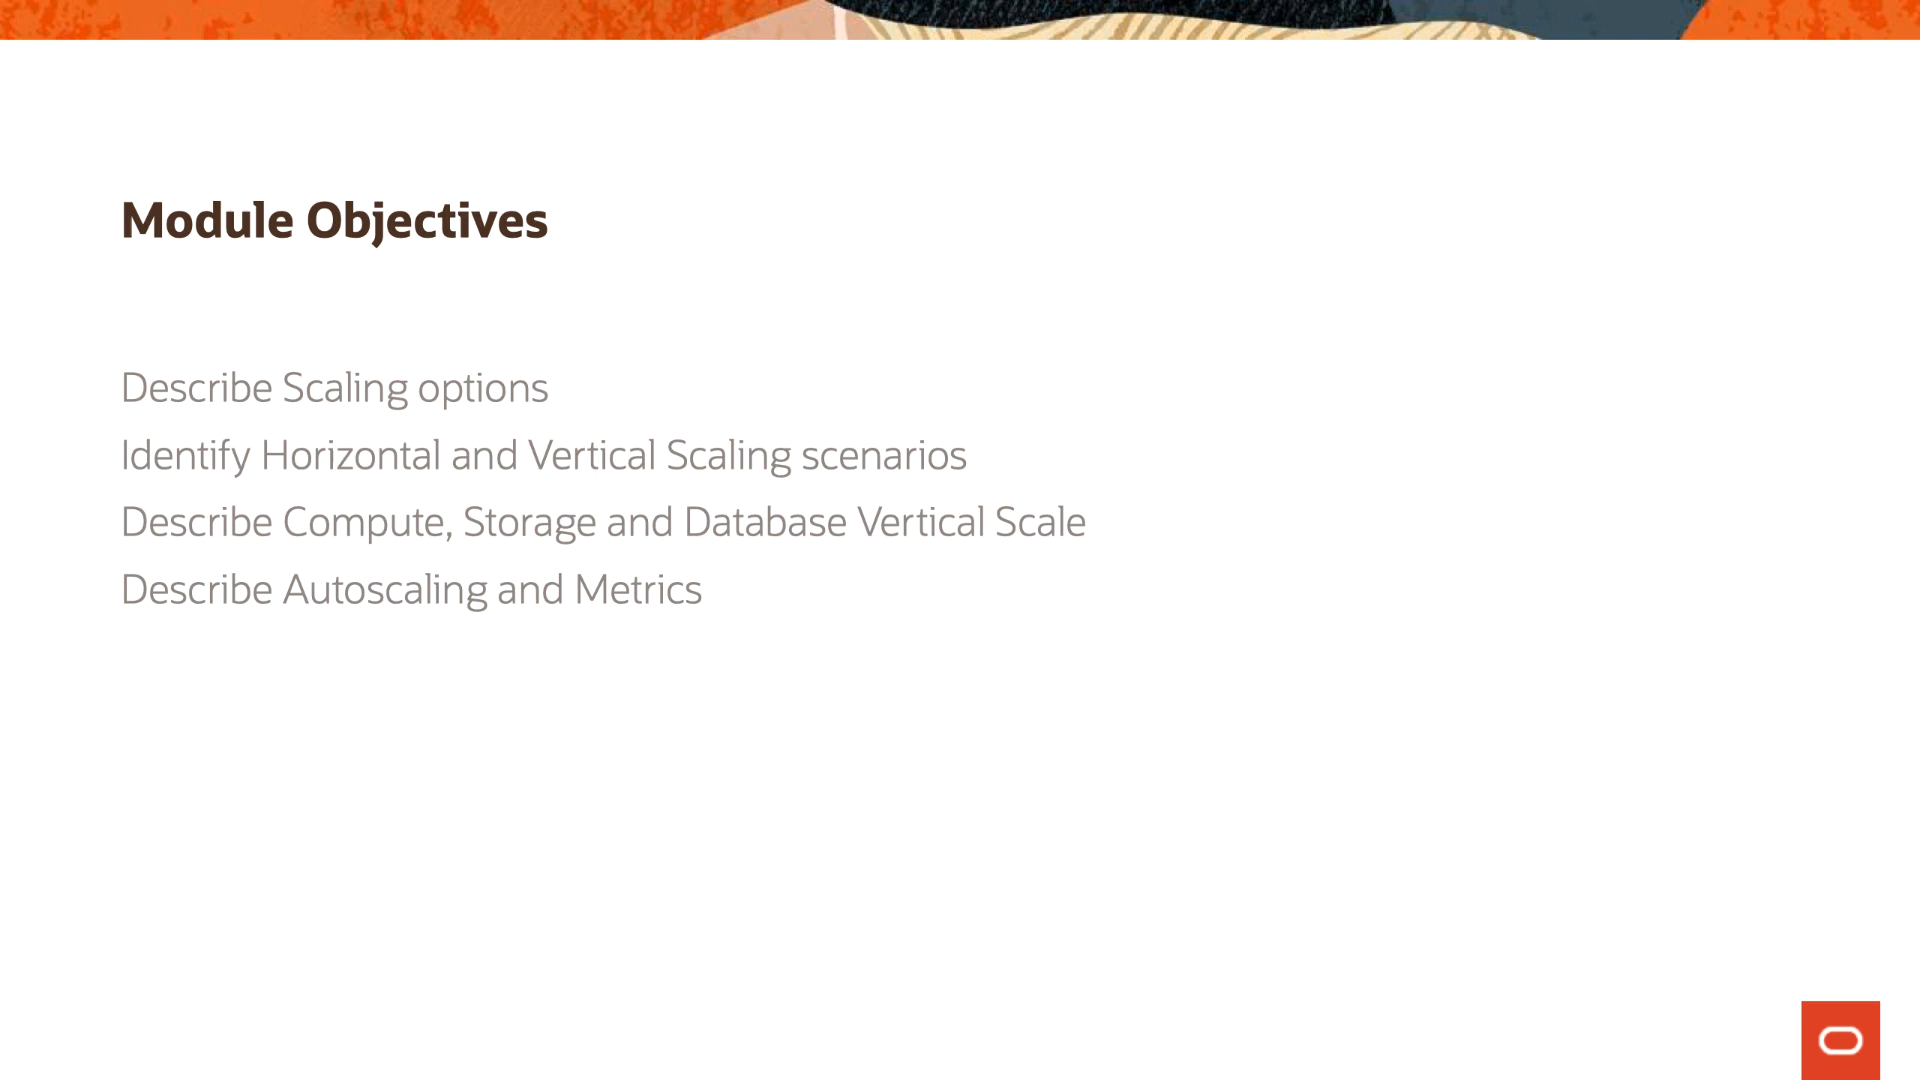 Module Objectives
Describe Scaling options
Identify Horizontal and Vertical Scaling scenarios
Describe Compute, Storage and Database Vertical Scale
Describe Autoscaling and Metrics